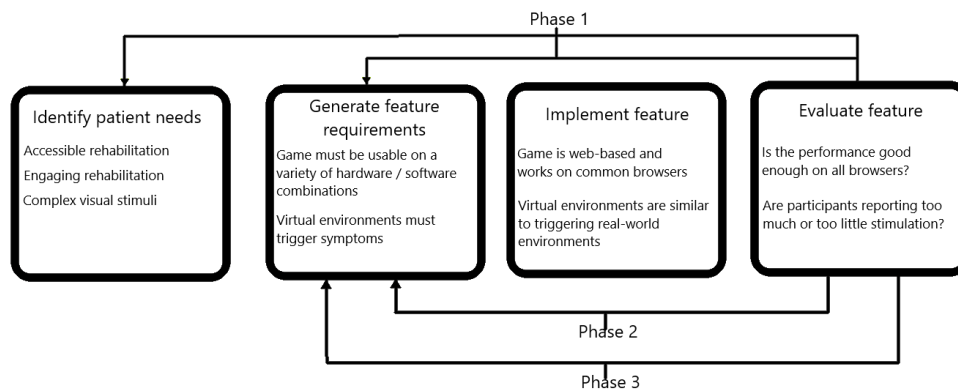 Phase 1
Identify patient needs
Accessible rehabilitation
Engaging rehabilitation
Complex visual stimuli
Generate feature
requirements
Game must be usable on a
variety of hardware / software
combinations
Virtual environments must
trigger symptoms
Implement feature
Game is web-based and
works on common browsers
Virtual environments are similar
to triggering real-world
environments
Evaluate feature
Is the performance good
enough on all browsers?
Are participants reporting too
much or too little stimulation?
Phase 2
Phase 3